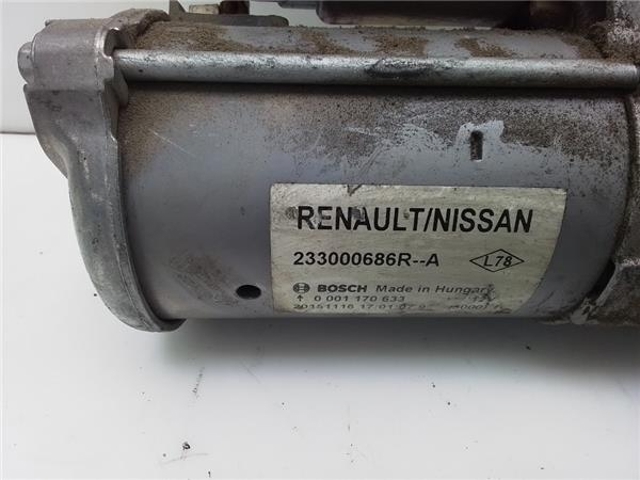 RENAULT/NISSAN
233000686R--A L78
BOSCH Made in Hungary
0 001 170 633